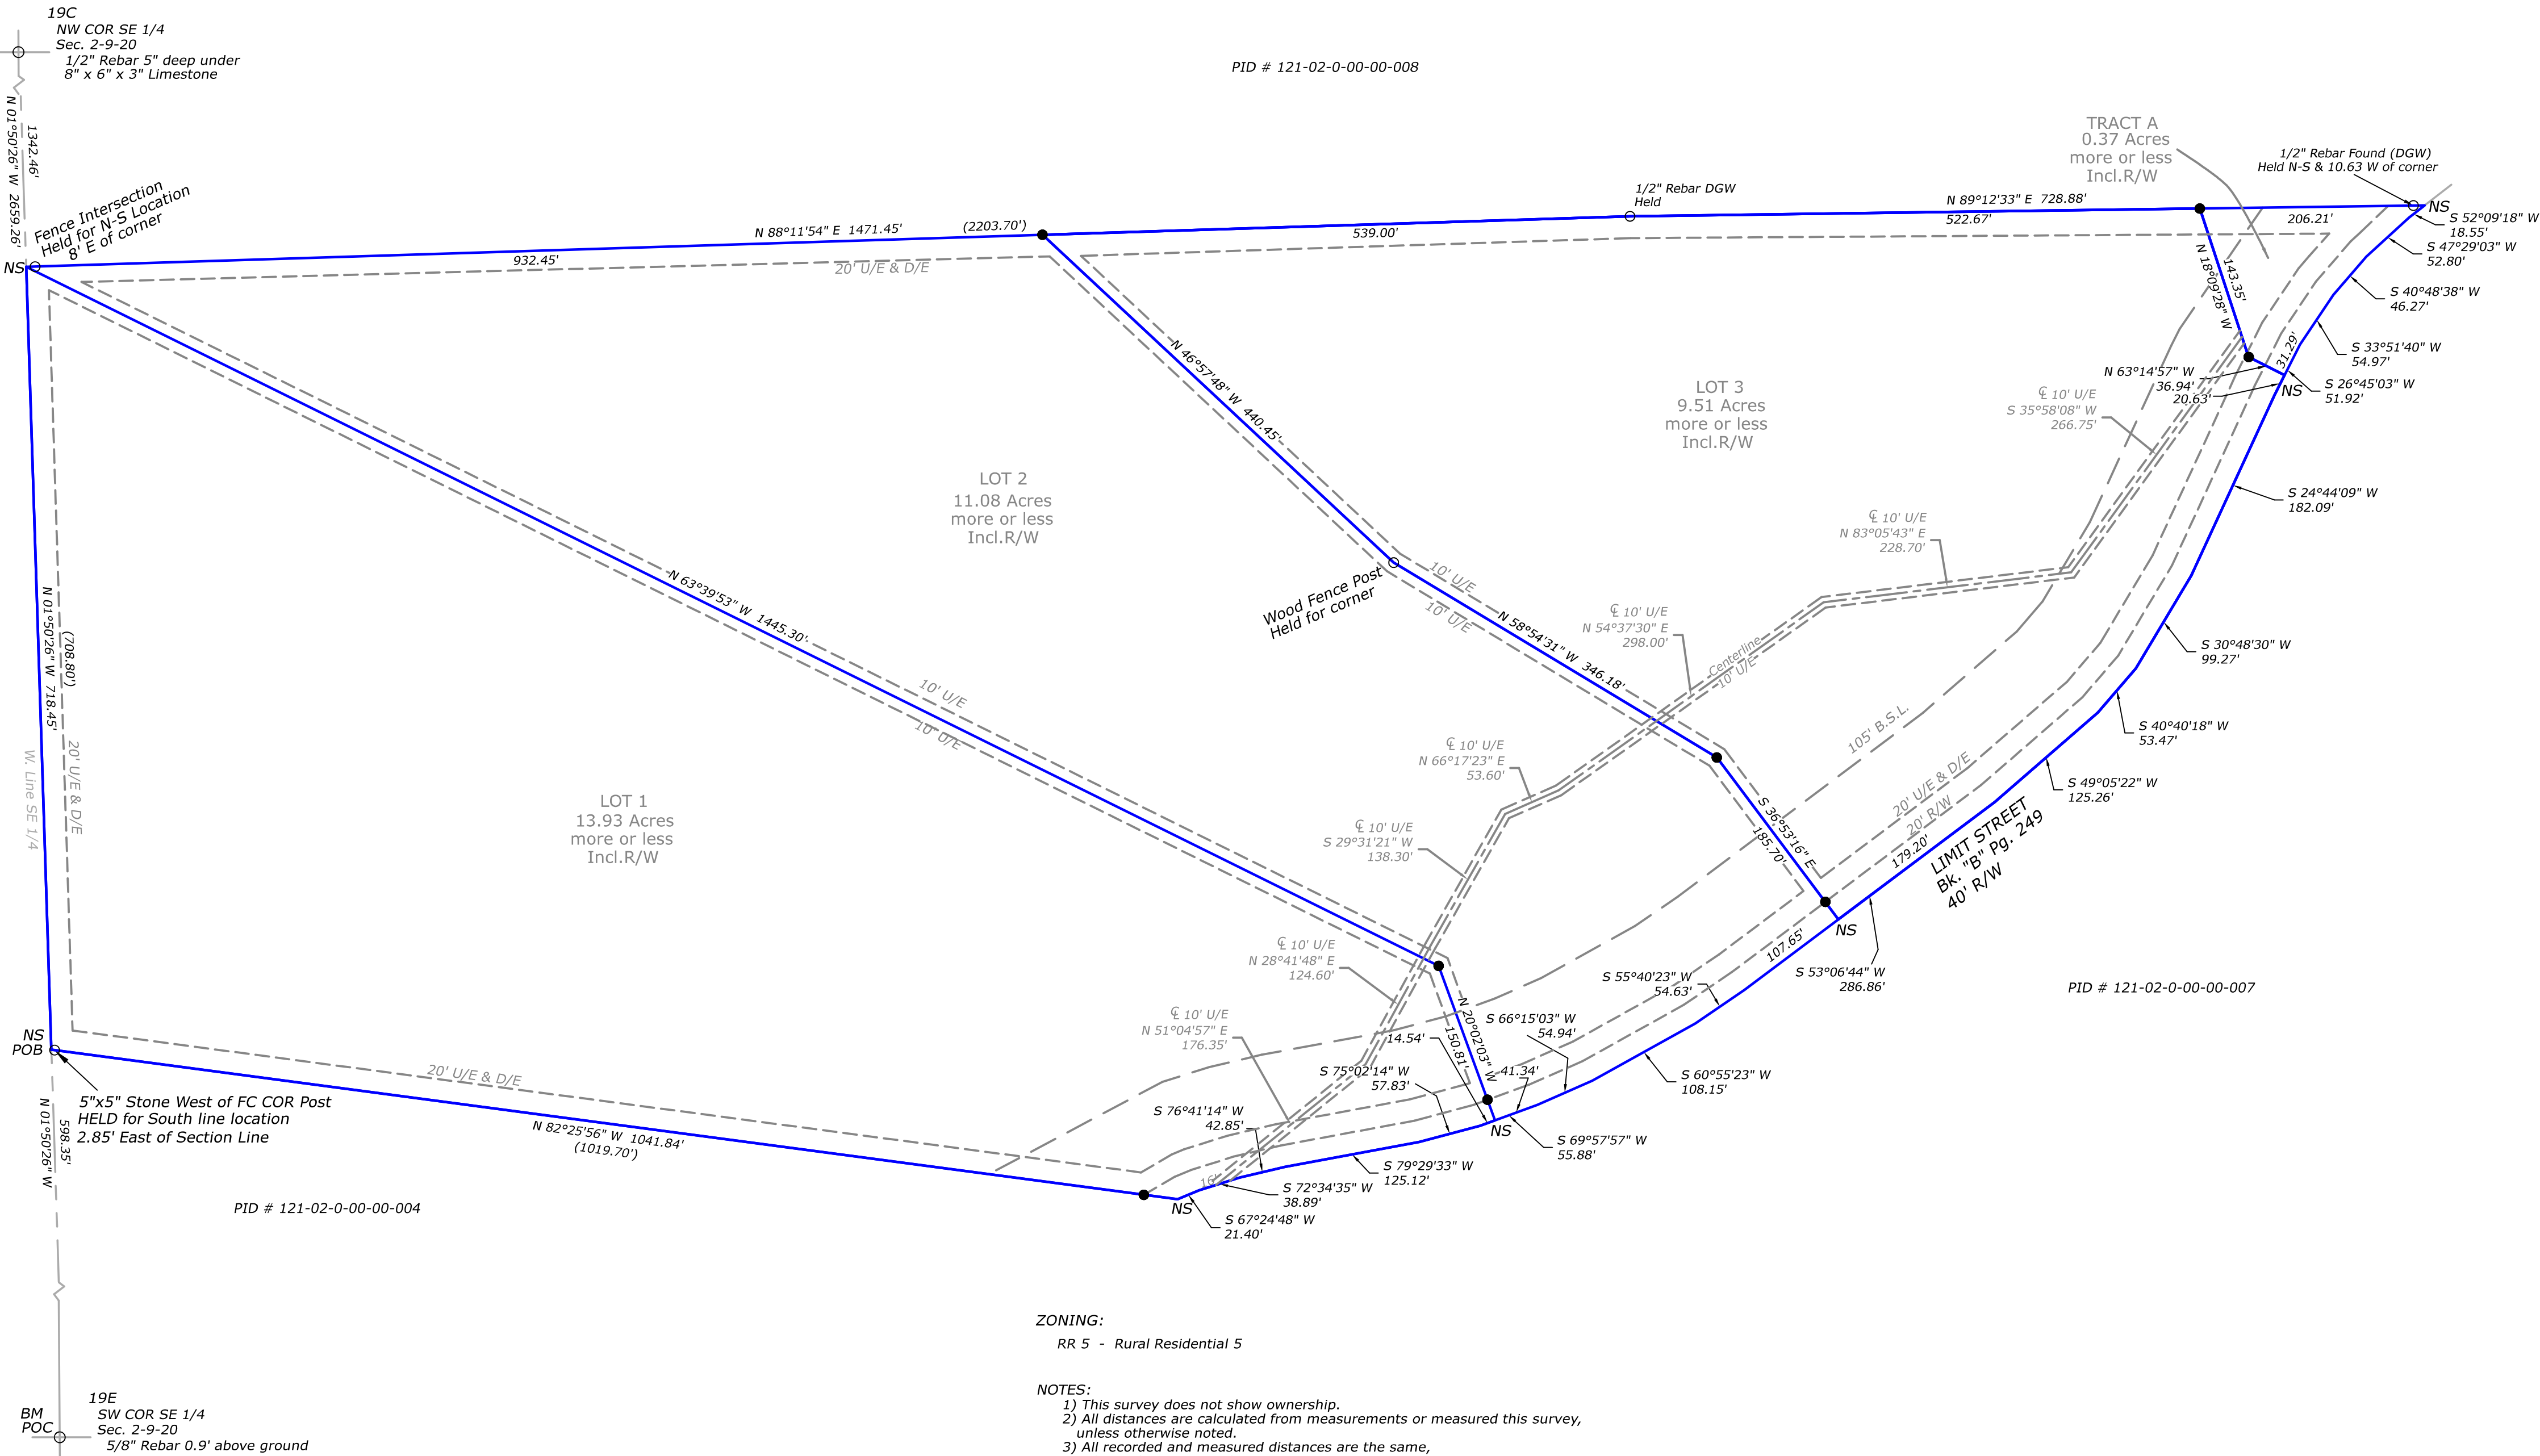 19C
NW COR SE 1/4
Sec. 2-9-20
1/2" Rebar 5" deep under
8" x 6" x 3" Limestone
PID # 121-02-0-00-00-008
N 01°50'26" W  2659.26'
1342.46'
Fence Intersection
Held for N-S Location
8' E of corner
NS
TRACT A
0.37 Acres
more or less
Incl.R/W
1/2" Rebar Found (DGW)
Held N-S & 10.63 W of corner
1/2" Rebar DGW
Held
N 89°12'33" E  728.88'
522.67'
206.21'
NS
S 52°09'18" W
18.55'
S 47°29'03" W
52.80'
N 88°11'54" E  1471.45'
(2203.70')
539.00'
932.45'
20' U/E & D/E
N 18°09'28" W
143.35'
S 40°48'38" W
46.27'
S 33°51'40" W
54.97'
31.29'
N 63°14'57" W
36.94'
20.63'
NS
S 26°45'03" W
51.92'
N 46°57'48" W  440.45'
LOT 3
9.51 Acres
more or less
Incl.R/W
℄ 10' U/E
S 35°58'08" W
266.75'
LOT 2
11.08 Acres
more or less
Incl.R/W
S 24°44'09" W
182.09'
℄ 10' U/E
N 83°05'43" E
228.70'
Wood Fence Post
Held for corner
10' U/E
10' U/E
N 58°54'31" W  346.18'
℄ 10' U/E
N 54°37'30" E
298.00'
Centerline
10' U/E
N 63°39'53" W  1445.30'
10' U/E
10' U/E
N 01°50'26" W  718.45'
(708.80')
20' U/E & D/E
W. Line SE 1/4
S 30°48'30" W
99.27'
S 40°40'18" W
53.47'
S 49°05'22" W
125.26'
℄ 10' U/E
N 66°17'23" E
53.60'
105' B.S.L.
20' U/E & D/E
20' R/W
179.20'
LIMIT STREET
Bk. "B" Pg. 249
40' R/W
LOT 1
13.93 Acres
more or less
Incl.R/W
℄ 10' U/E
S 29°31'21" W
138.30'
S 36°53'16" E
185.70'
NS
107.65'
S 53°06'44" W
286.86'
℄ 10' U/E
N 28°41'48" E
124.60'
S 55°40'23" W
54.63'
PID # 121-02-0-00-00-007
℄ 10' U/E
N 51°04'57" E
176.35'
N 20°02'03" W
150.81'
14.54'
S 66°15'03" W
54.94'
41.34'
NS
POB
S 75°02'14" W
57.83'
S 60°55'23" W
108.15'
20' U/E & D/E
5"x5" Stone West of FC COR Post
HELD for South line location
2.85' East of Section Line
S 76°41'14" W
42.85'
N 82°25'56" W  1041.84'
(1019.70')
NS
S 69°57'57" W
55.88'
S 79°29'33" W
125.12'
16'
S 72°34'35" W
38.89'
NS
S 67°24'48" W
21.40'
N 01°50'26" W
598.35'
PID # 121-02-0-00-00-004
ZONING:
RR 5  -  Rural Residential 5
NOTES:
1) This survey does not show ownership.
2) All distances are calculated from measurements or measured this survey,
unless otherwise noted.
3) All recorded and measured distances are the same,
19E
BM
POC
SW COR SE 1/4
Sec. 2-9-20
5/8" Rebar 0.9' above ground